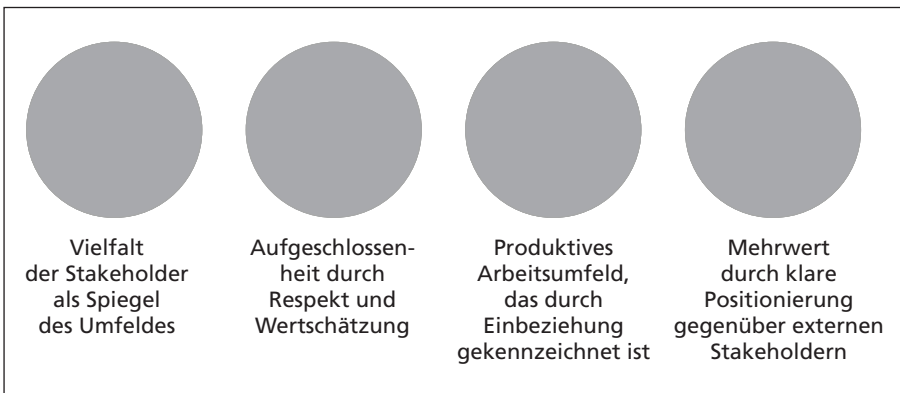 Vielfalt
der Stakeholder
als Spiegel
des Umfeldes
Aufgeschlossen-
heit durch
Respekt und
Wertschätzung
Produktives
Arbeitsumfeld,
das durch
Einbeziehung
gekennzeichnet ist
Mehrwert
durch klare
Positionierung
gegenüber externen
Stakeholdern